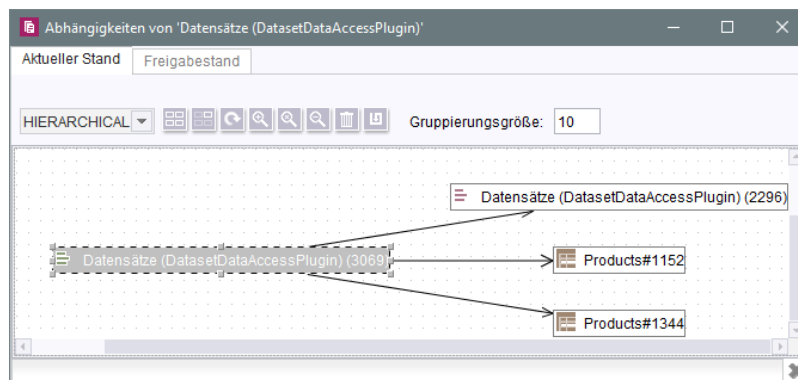 Abhängigkeiten von 'Datensätze (DatasetDataAccessPlugin)'
Aktueller Stand Freigabestand
HIERARCHICAL Gruppierungsgröße: 10
Datensätze (DatasetDataAccessPlugin) (2296)
Datensätze (DatasetDataAccessPlugin) (3069)
Products#1152
Products#1344